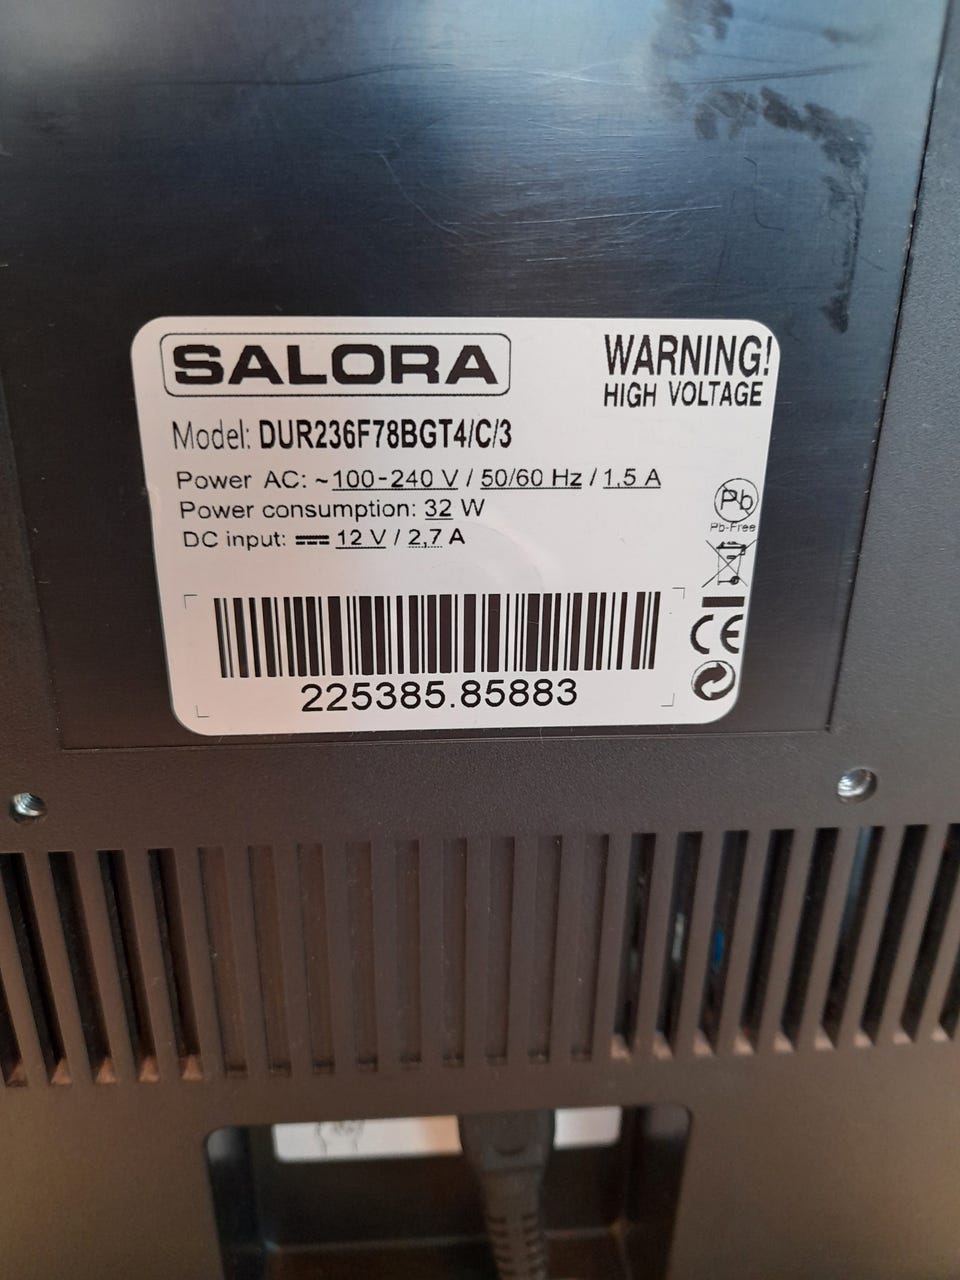 SALORA
WARNING!
HIGH VOLTAGE
Model: DUR236F78BGT4/C/3
Power AC: ~100-240 V / 50/60 Hz / 1,5 A
Power consumption: 32 W
DC input: ⎓ 12 V / 2,7 A
Pb
Pb-Free
CE
225385.85883